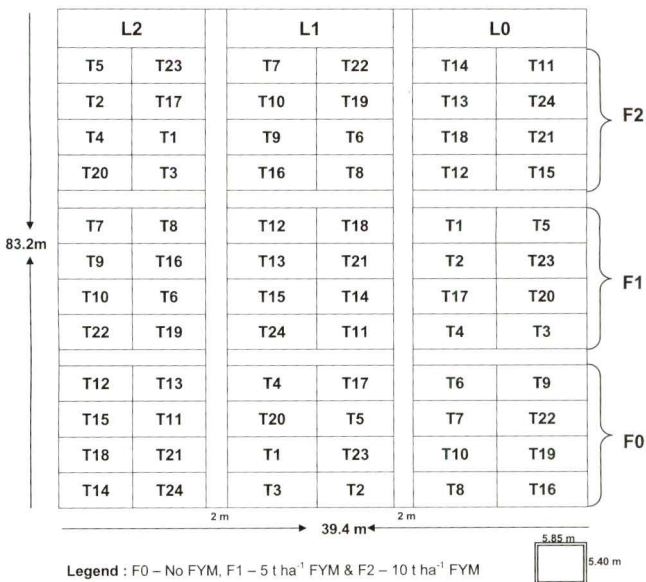 L2 L1 L0
T5 T23 T7 T22 T14 T11
T2 T17 T10 T19 T13 T24
F2
T4 T1 T9 T6 T18 T21
T20 T3 T16 T8 T12 T15
T7 T8 T12 T18 T1 T5
83.2m
T9 T16 T13 T21 T2 T23
F1
T10 T6 T15 T14 T17 T20
T22 T19 T24 T11 T4 T3
T12 T13 T4 T17 T6 T9
T15 T11 T20 T5 T7 T22
F0
T18 T21 T1 T23 T10 T19
T14 T24 T3 T2 T8 T16
2 m 2 m
39.4 m
5.85 m
5.40 m
Legend : F0 – No FYM, F1 – 5 t ha⁻¹ FYM & F2 – 10 t ha⁻¹ FYM